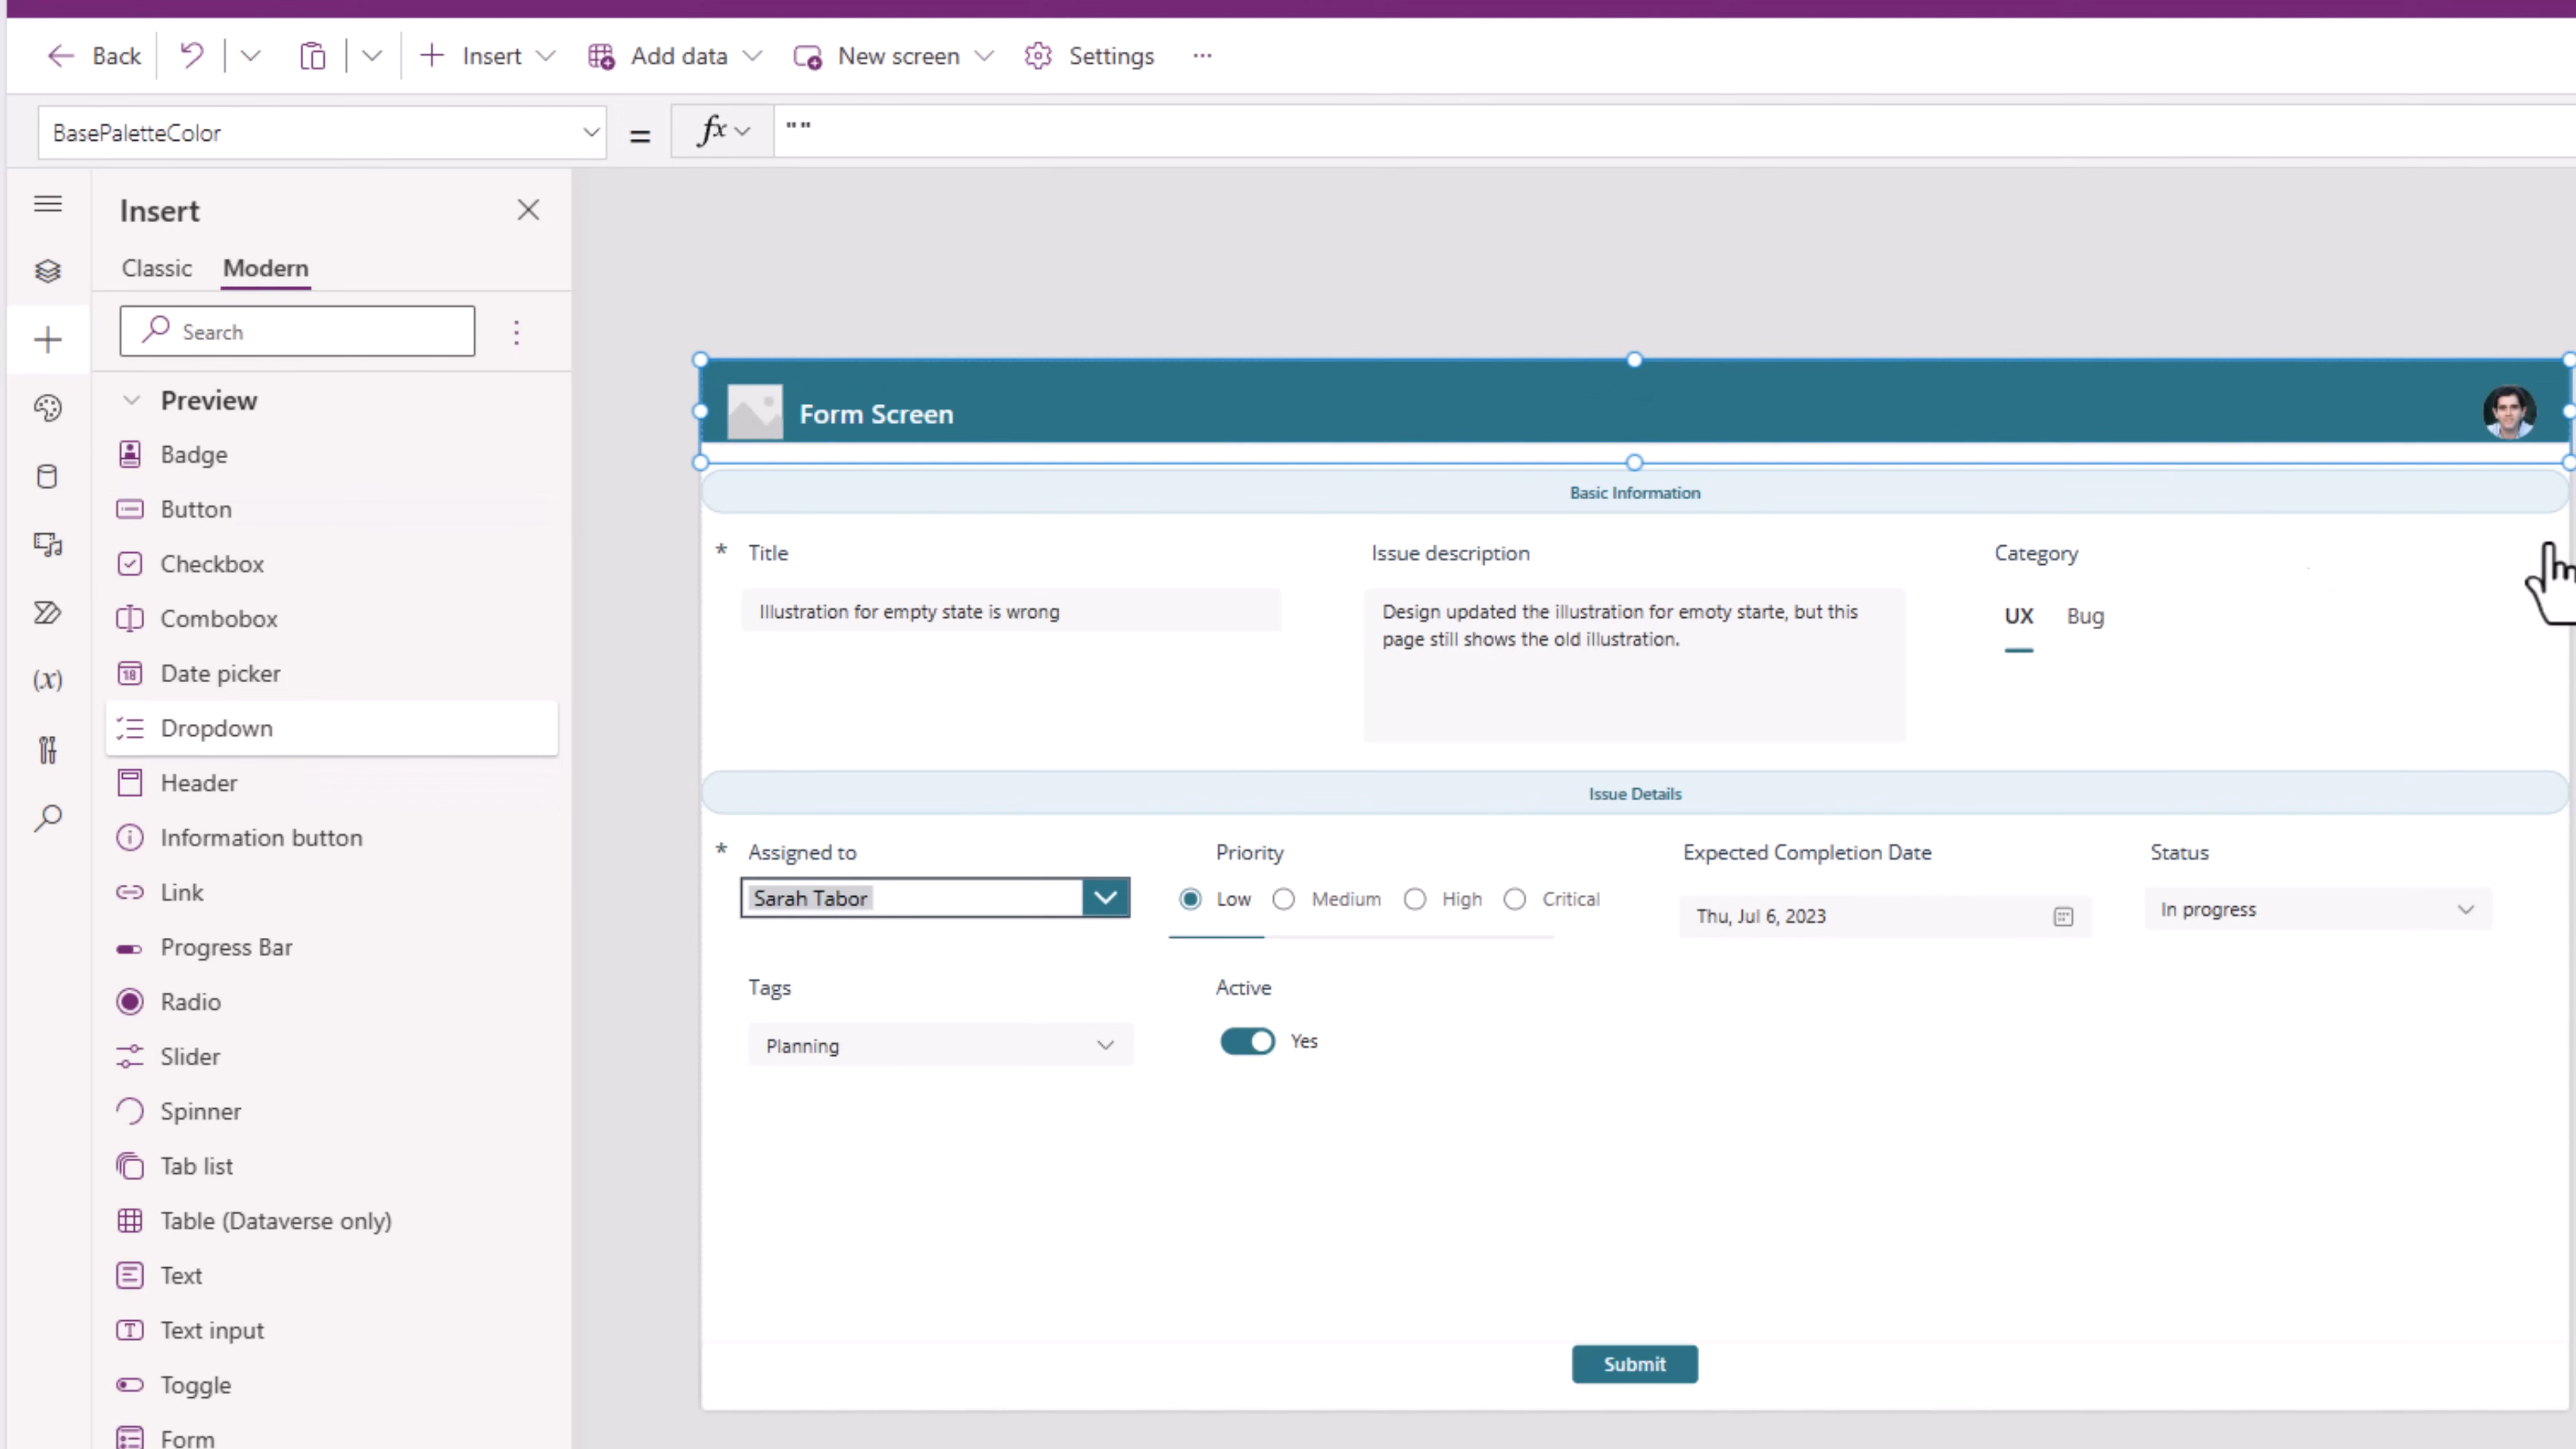 Back
Insert
Add data
New screen
Settings
...
BasePaletteColor
=
fx
""
Insert
Classic
Modern
Search
Preview
Badge
Button
Checkbox
Combobox
18
Date picker
Dropdown
(x)
Header
Information button
Link
Progress Bar
Radio
Slider
Spinner
Tab list
Table (Dataverse only)
Text
Text input
Toggle
Form
Form Screen
Basic Information
* Title
Issue description
Category
Illustration for empty state is wrong
Design updated the illustration for emoty starte, but this
page still shows the old illustration.
UX
Bug
Issue Details
* Assigned to
Priority
Expected Completion Date
Status
Sarah Tabor
Low
Medium
High
Critical
Thu, Jul 6, 2023
In progress
Tags
Active
Planning
Yes
Submit